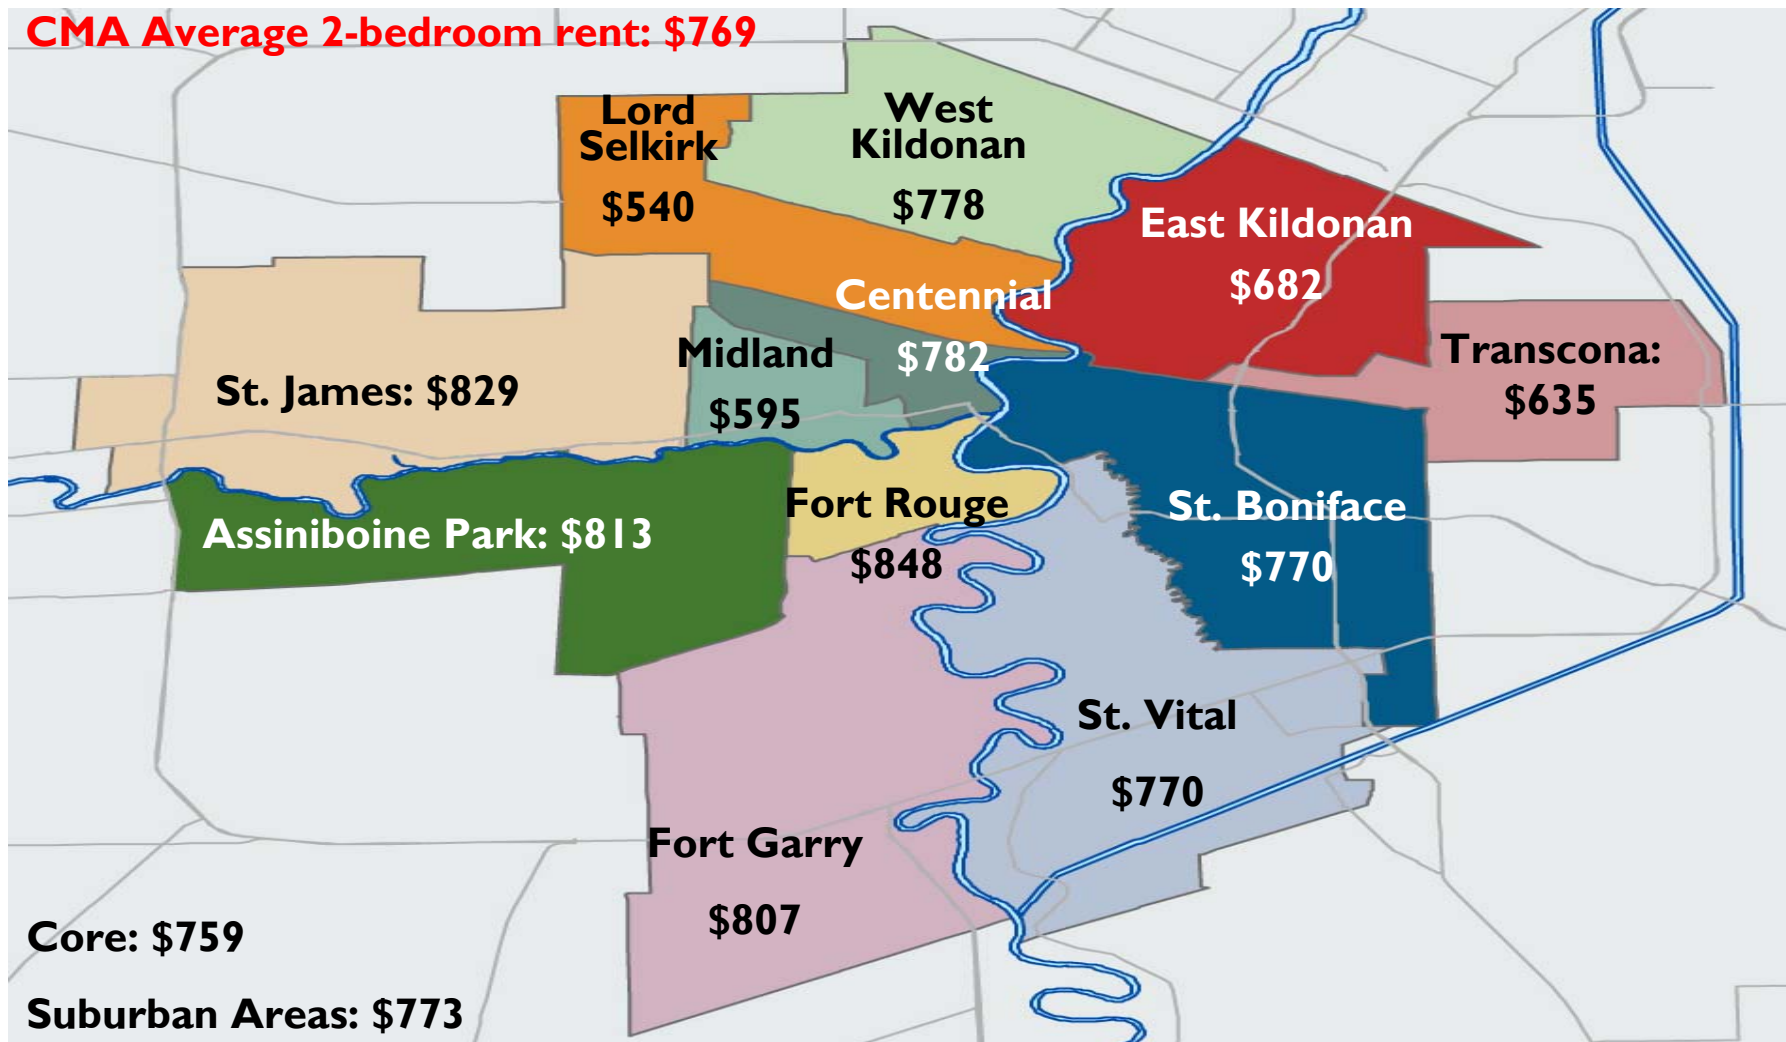 CMA Average 2-bedroom rent: $769
Lord
Selkirk
$540
West
Kildonan
$778
East Kildonan
$682
Centennial
$782
Midland
$595
Transcona:
$635
St. James: $829
Assiniboine Park: $813
Fort Rouge
$848
St. Boniface
$770
St. Vital
$770
Fort Garry
$807
Core: $759
Suburban Areas: $773